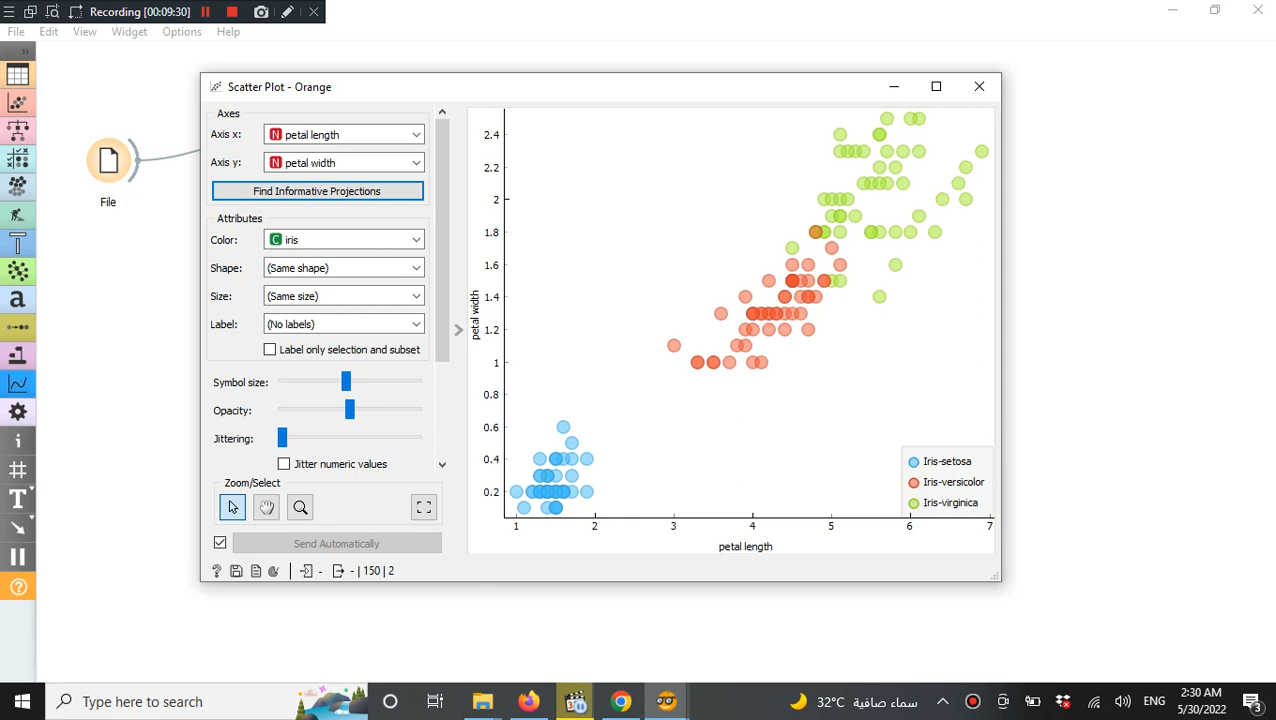 Recording [00:09:30]
File Edit View Widget Options Help
Scatter Plot - Orange
Axes
Axis x: N petal length
Axis y: N petal width
Find Informative Projections
Attributes
Color: C iris
Shape: (Same shape)
Size: (Same size)
Label: (No labels)
Label only selection and subset
Symbol size:
Opacity:
Jittering:
Jitter numeric values
Zoom/Select
Send Automatically
? - - | 150 | 2
File
2.4
2.2
2
1.8
1.6
1.4
1.2
1
0.8
0.6
0.4
0.2
petal width
1 2 3 4 5 6 7
petal length
Iris-setosa
Iris-versicolor
Iris-virginica
a
T
Type here to search
32°C سماء صافية
ENG
2:30 AM
5/30/2022
3